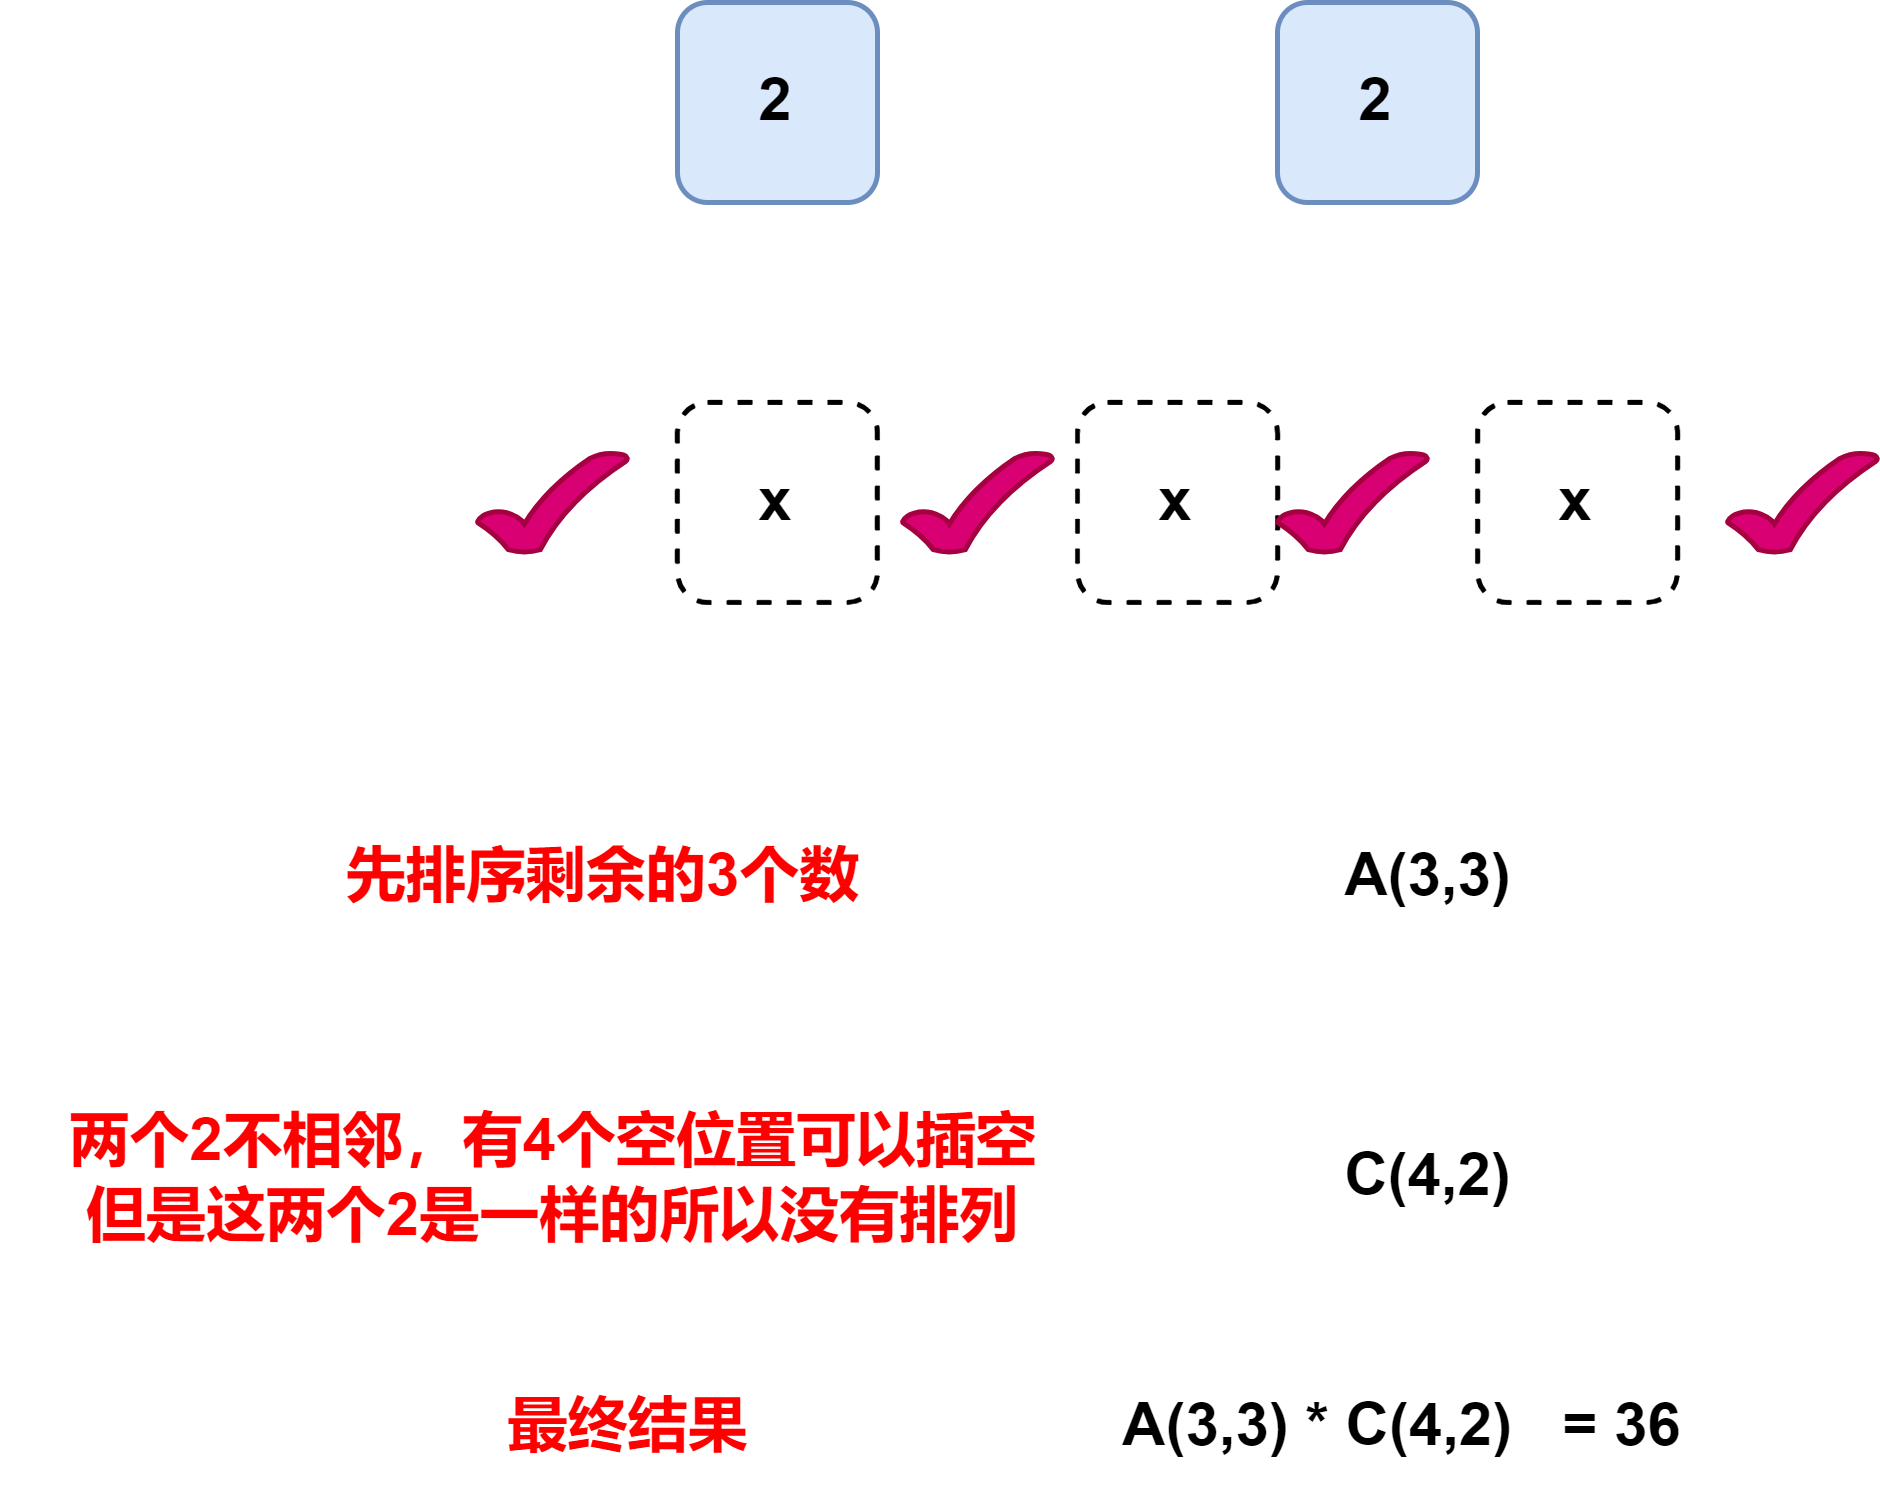 2 2
x x x
先排序剩余的3个数 A(3,3)
两个2不相邻，有4个空位置可以插空
但是这两个2是一样的所以没有排列
C(4,2)
最终结果 A(3,3) * C(4,2) = 36